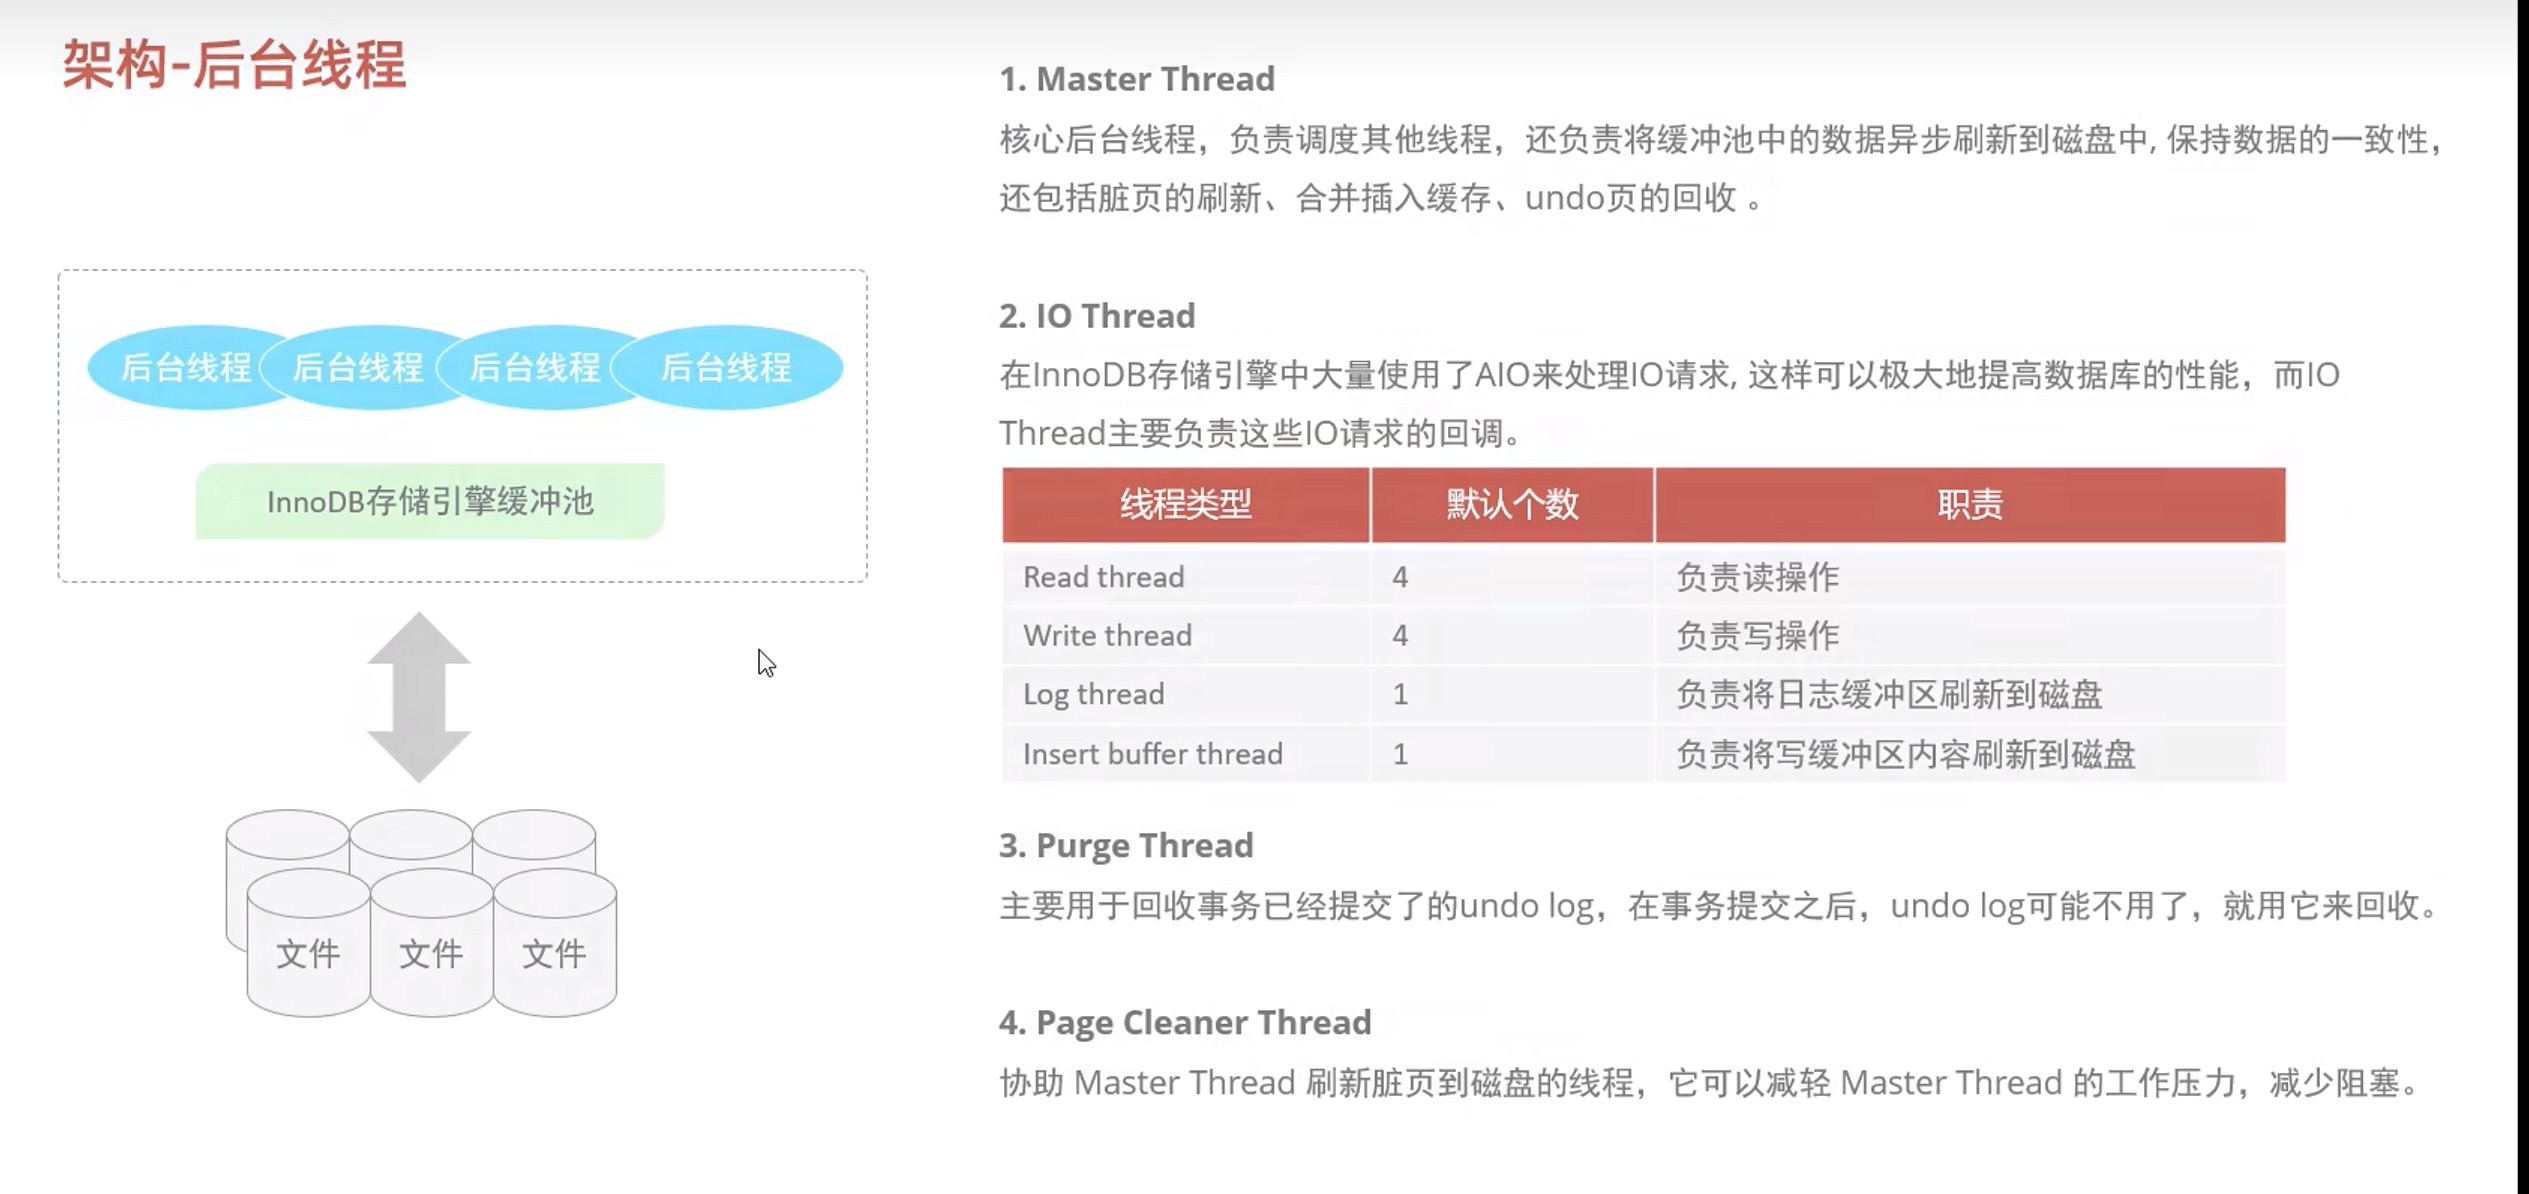 架构-后台线程
后台线程 后台线程 后台线程 后台线程
InnoDB存储引擎缓冲池
文件 文件 文件
1. Master Thread
核心后台线程，负责调度其他线程，还负责将缓冲池中的数据异步刷新到磁盘中, 保持数据的一致性，
还包括脏页的刷新、合并插入缓存、undo页的回收 。
2. IO Thread
在InnoDB存储引擎中大量使用了AIO来处理IO请求, 这样可以极大地提高数据库的性能，而IO
Thread主要负责这些IO请求的回调。
线程类型 默认个数 职责
Read thread 4 负责读操作
Write thread 4 负责写操作
Log thread 1 负责将日志缓冲区刷新到磁盘
Insert buffer thread 1 负责将写缓冲区内容刷新到磁盘
3. Purge Thread
主要用于回收事务已经提交了的undo log，在事务提交之后，undo log可能不用了，就用它来回收。
4. Page Cleaner Thread
协助 Master Thread 刷新脏页到磁盘的线程，它可以减轻 Master Thread 的工作压力，减少阻塞。